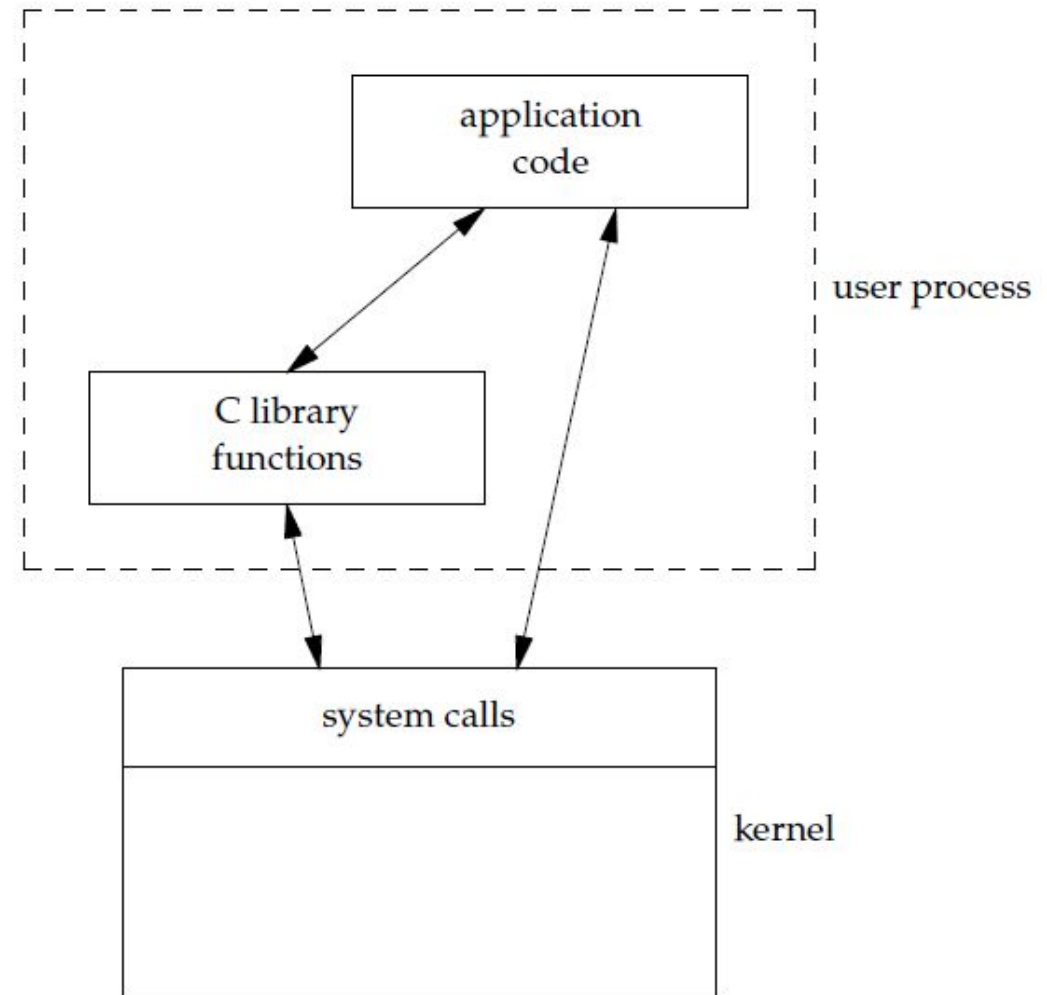 application
code
user process
C library
functions
system calls
kernel